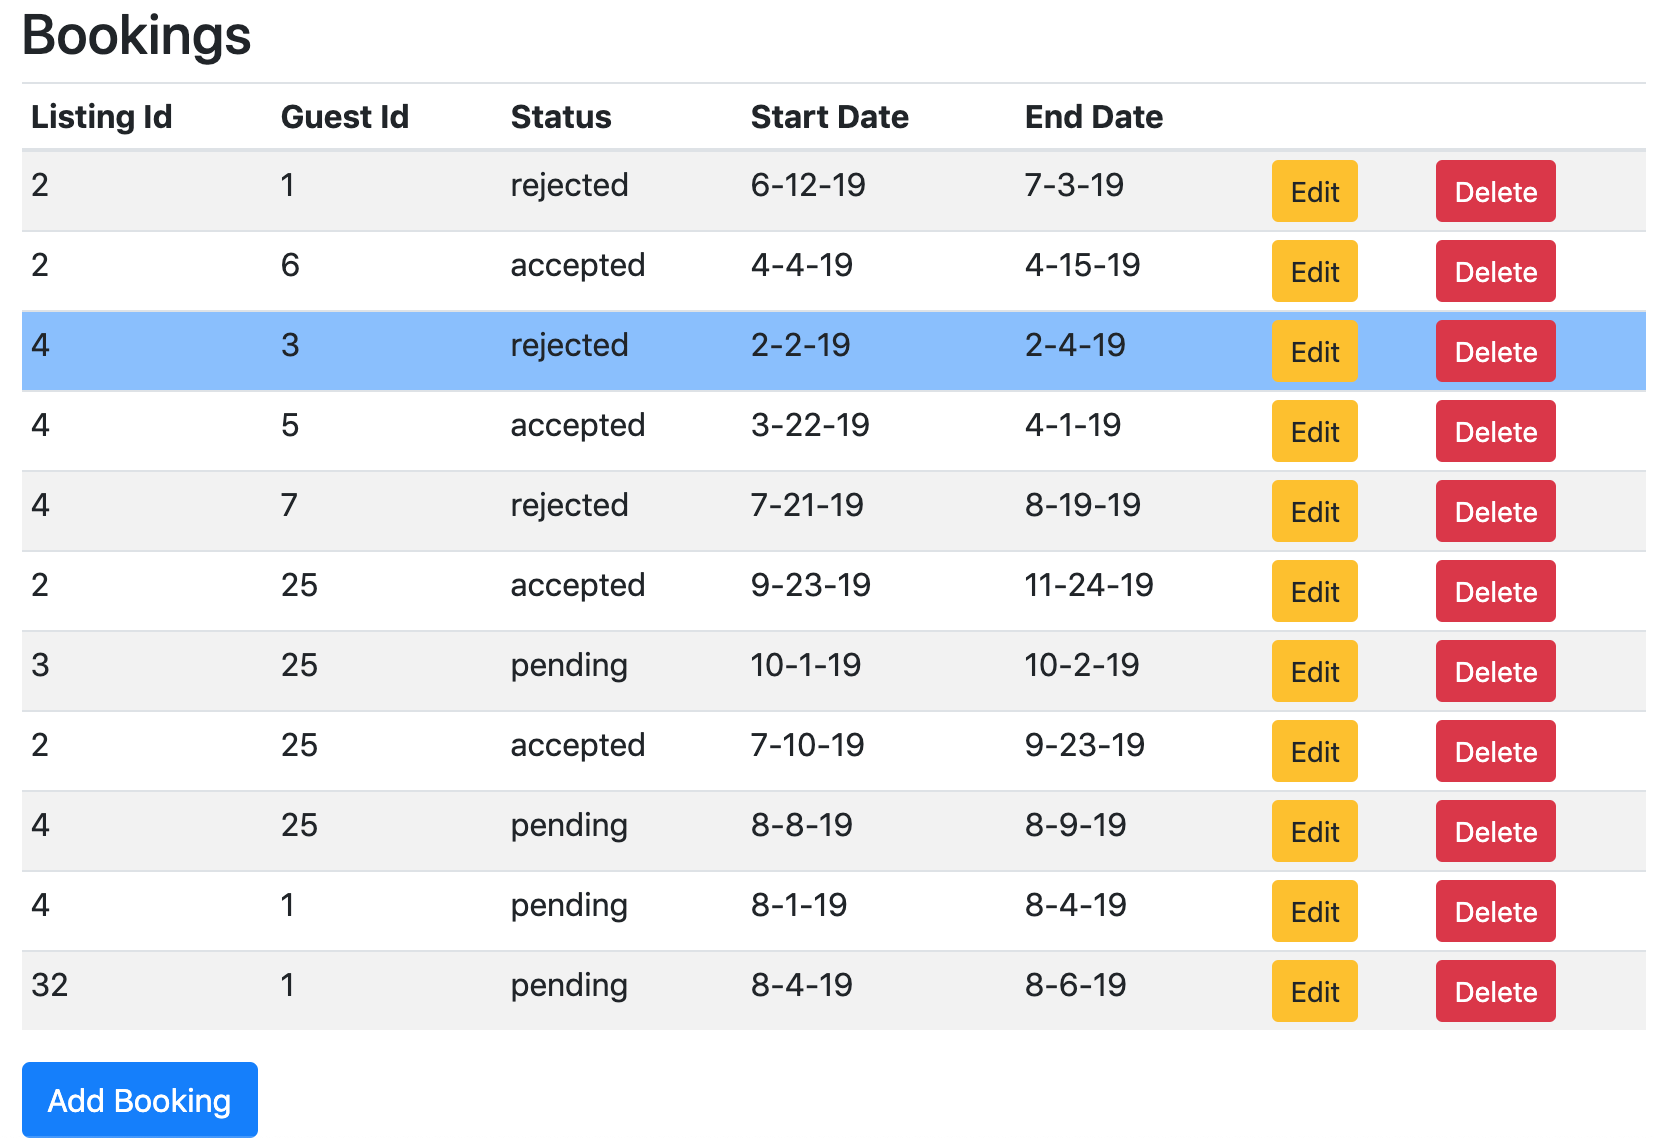 Bookings
Listing Id Guest Id Status Start Date End Date
2 1 rejected 6-12-19 7-3-19 Edit Delete
2 6 accepted 4-4-19 4-15-19 Edit Delete
4 3 rejected 2-2-19 2-4-19 Edit Delete
4 5 accepted 3-22-19 4-1-19 Edit Delete
4 7 rejected 7-21-19 8-19-19 Edit Delete
2 25 accepted 9-23-19 11-24-19 Edit Delete
3 25 pending 10-1-19 10-2-19 Edit Delete
2 25 accepted 7-10-19 9-23-19 Edit Delete
4 25 pending 8-8-19 8-9-19 Edit Delete
4 1 pending 8-1-19 8-4-19 Edit Delete
32 1 pending 8-4-19 8-6-19 Edit Delete
Add Booking